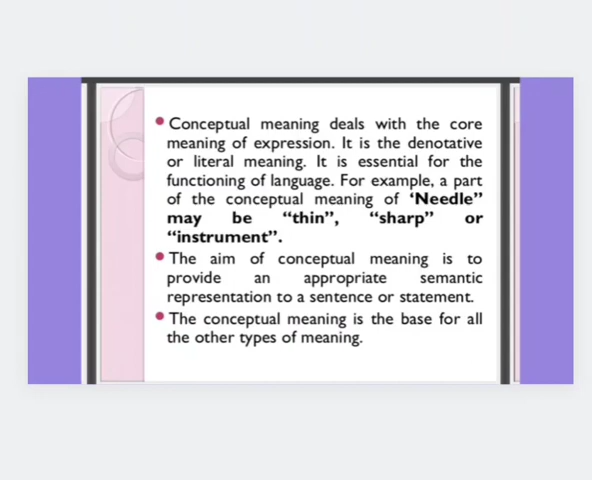 • Conceptual meaning deals with the core
meaning of expression. It is the denotative
or literal meaning. It is essential for the
functioning of language. For example, a part
of the conceptual meaning of ‘Needle”
may be “thin”, “sharp” or
“instrument”.
• The aim of conceptual meaning is to
provide an appropriate semantic
representation to a sentence or statement.
• The conceptual meaning is the base for all
the other types of meaning.